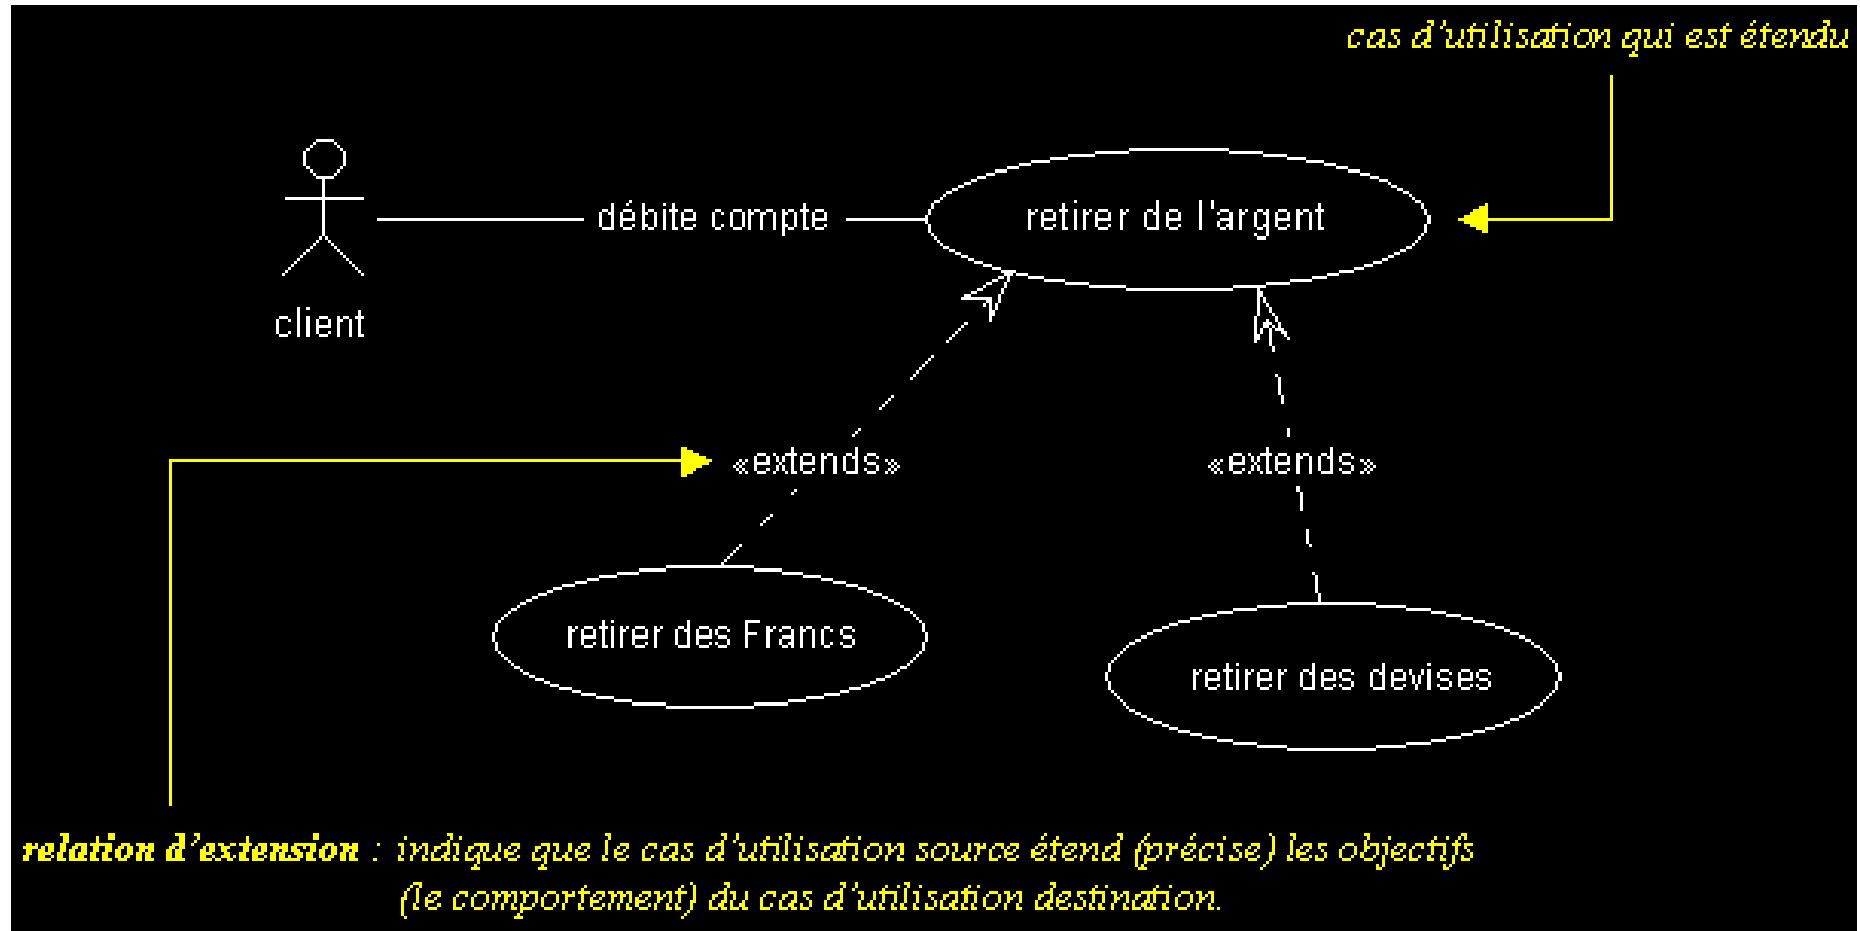 cas d'utilisation qui est étendu
débite compte
retirer de l'argent
client
«extends»
«extends»
retirer des Francs
retirer des devises
relation d'extension : indique que le cas d'utilisation source étend (précise) les objectifs
(le comportement) du cas d'utilisation destination.